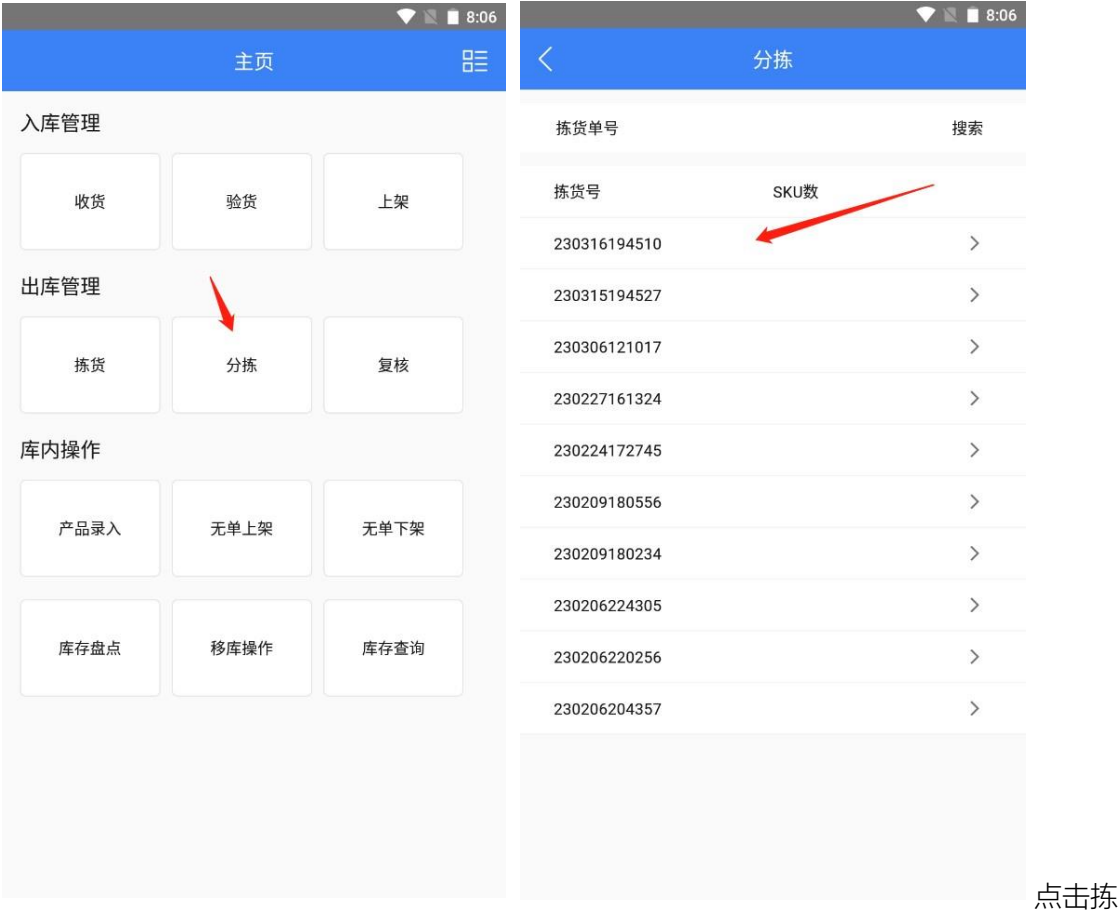 8:06
主页
入库管理
收货 验货 上架
出库管理
拣货 分拣 复核
库内操作
产品录入 无单上架 无单下架
库存盘点 移库操作 库存查询
8:06
分拣
拣货单号 搜索
拣货号 SKU数
230316194510
230315194527
230306121017
230227161324
230224172745
230209180556
230209180234
230206224305
230206220256
230206204357
点击拣